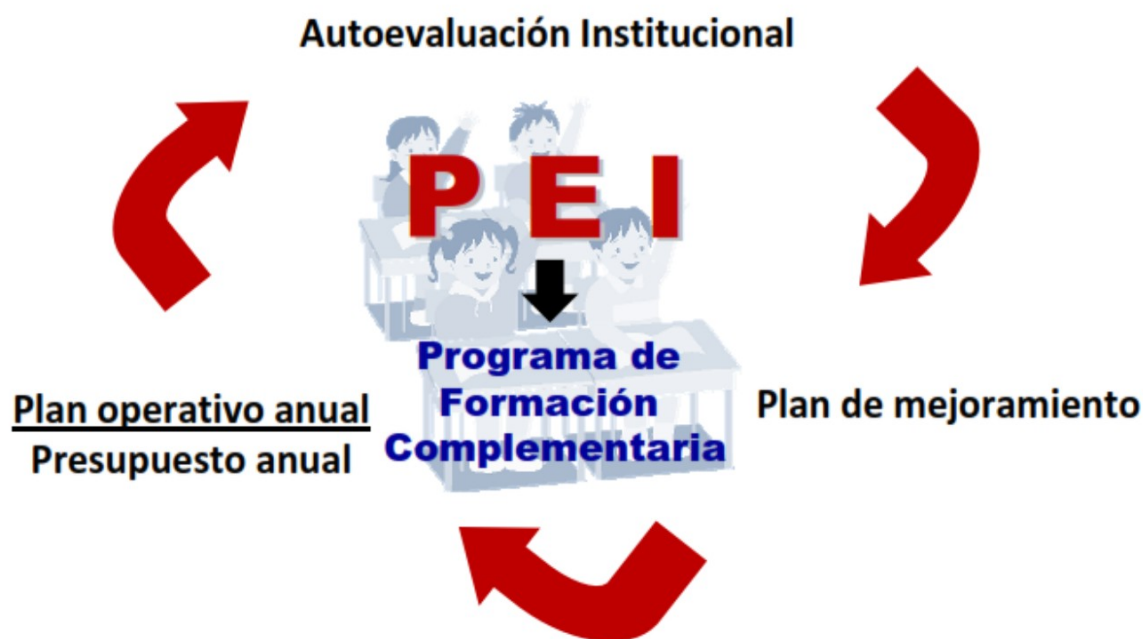 Autoevaluación Institucional
P E I
Programa de
Formación
Complementaria
Plan de mejoramiento
Plan operativo anual
Presupuesto anual